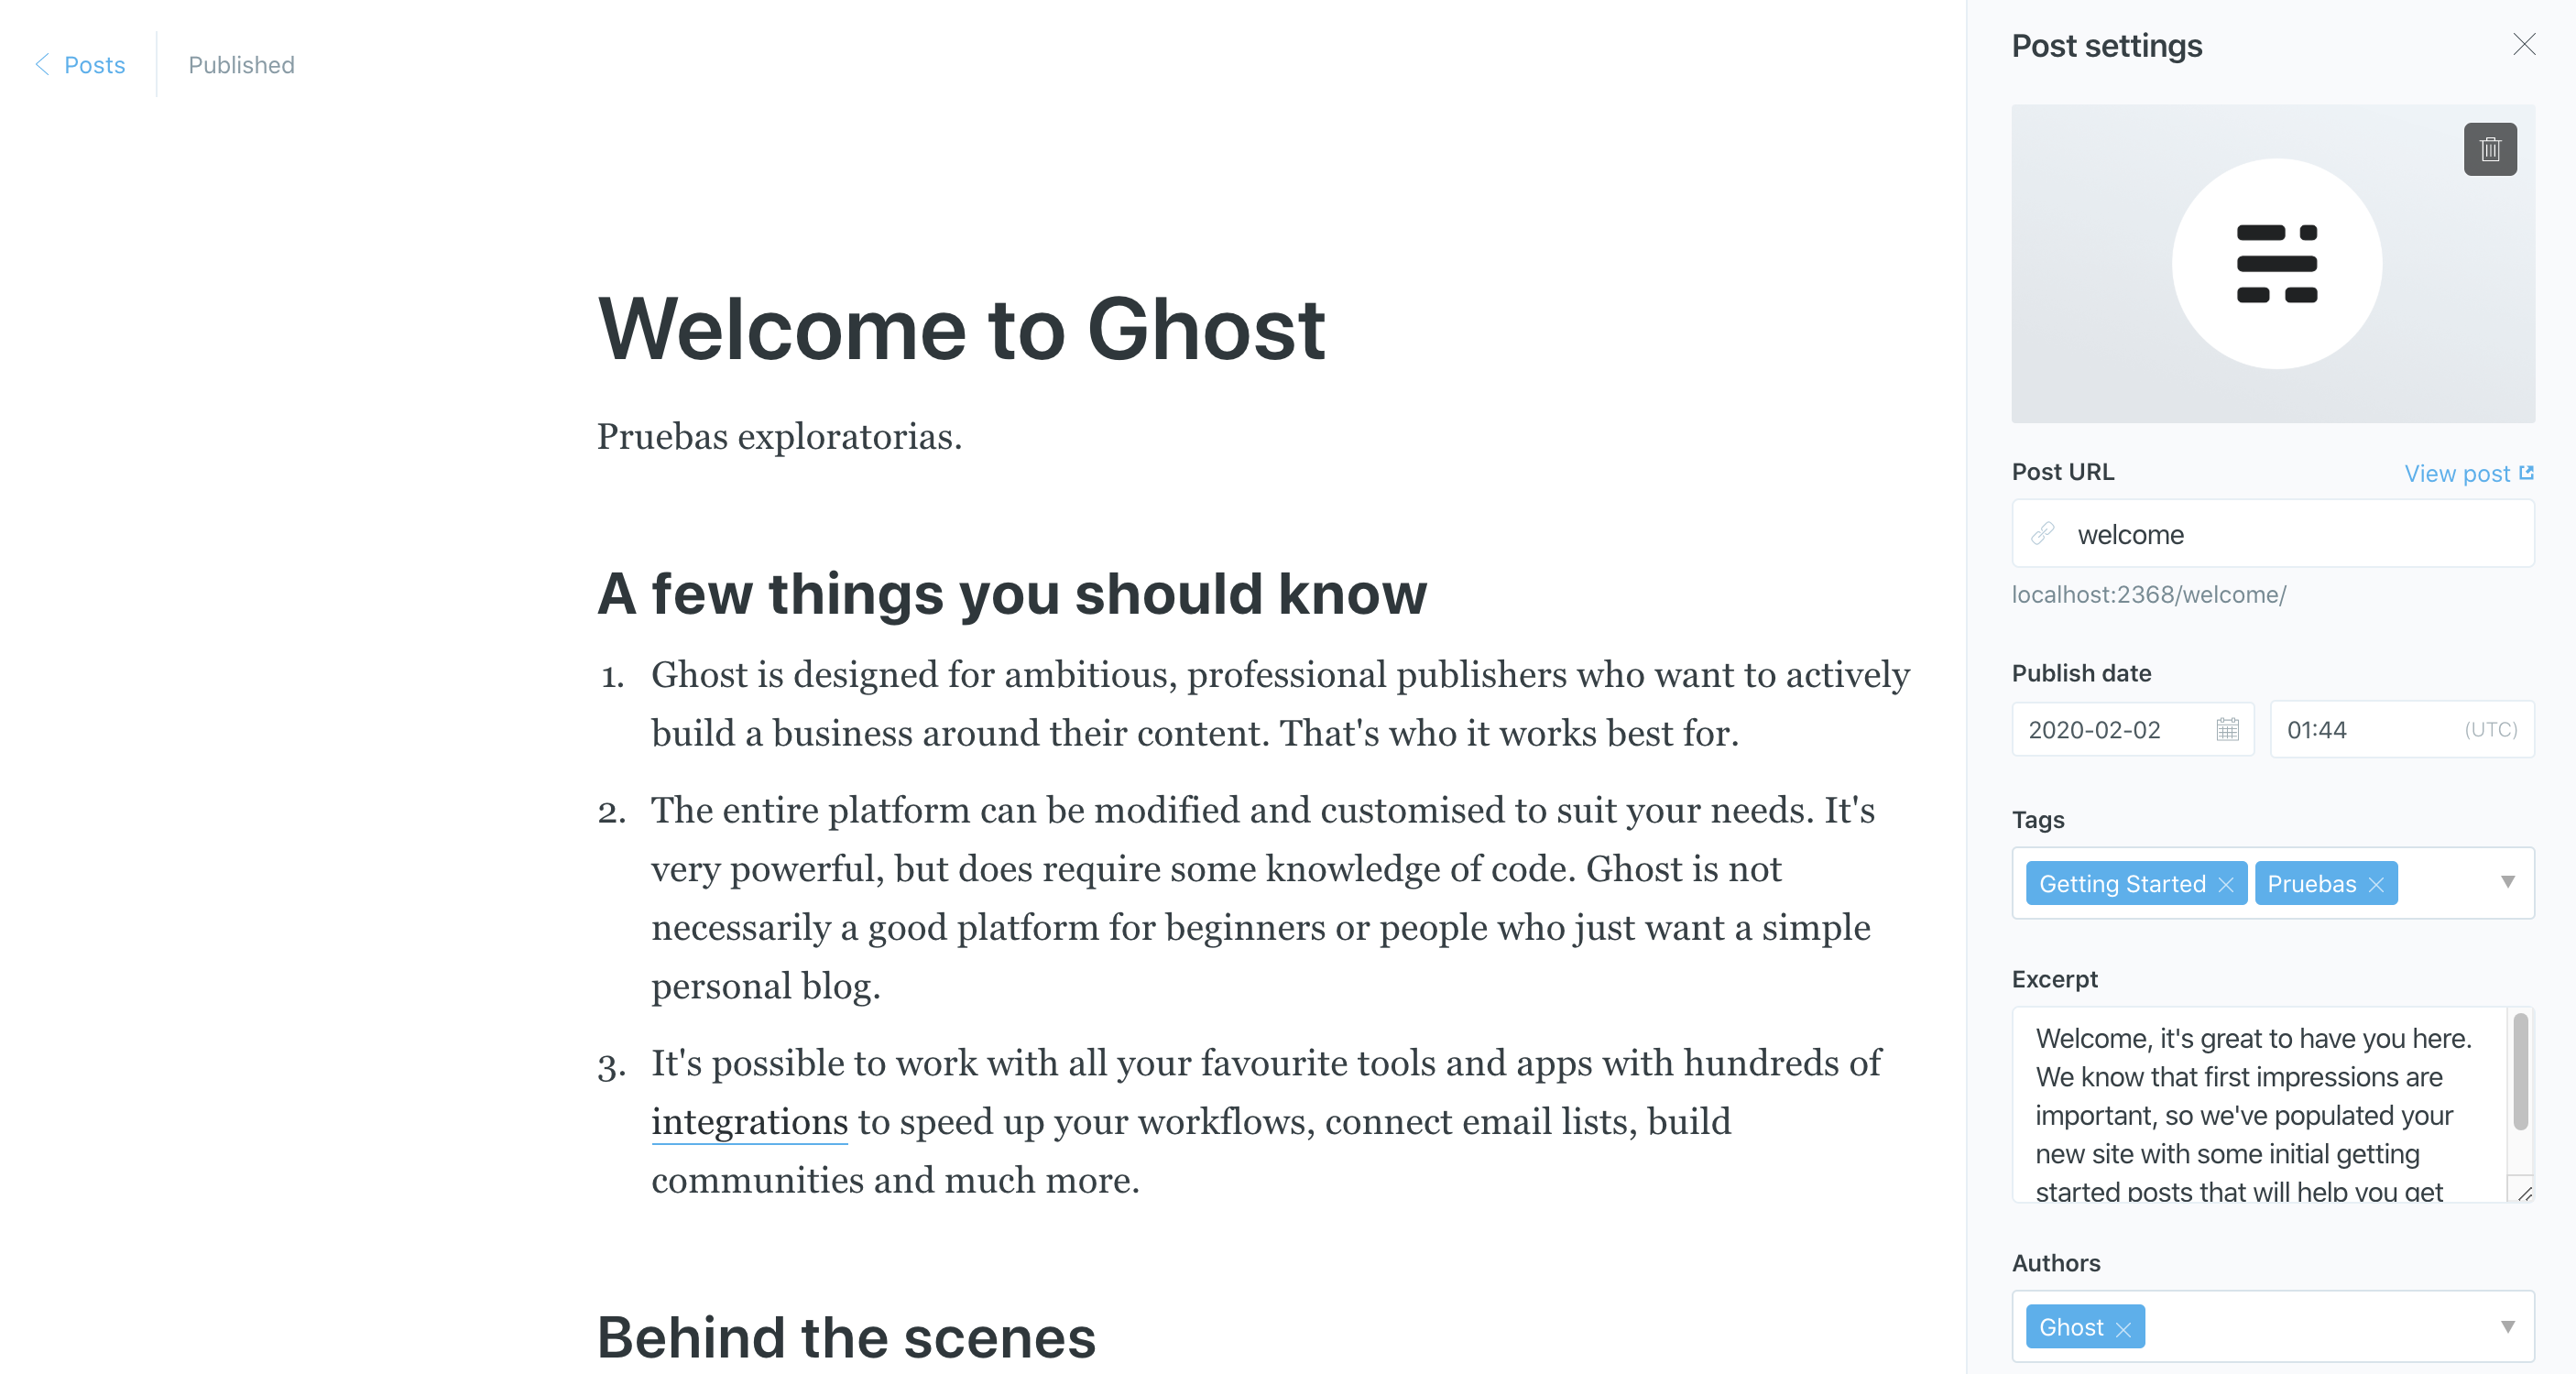 Posts
Published
Welcome to Ghost
Pruebas exploratorias.
A few things you should know
1. Ghost is designed for ambitious, professional publishers who want to actively
build a business around their content. That's who it works best for.
2. The entire platform can be modified and customised to suit your needs. It's
very powerful, but does require some knowledge of code. Ghost is not
necessarily a good platform for beginners or people who just want a simple
personal blog.
3. It's possible to work with all your favourite tools and apps with hundreds of
integrations to speed up your workflows, connect email lists, build
communities and much more.
Behind the scenes
Post settings
Post URL
View post
welcome
localhost:2368/welcome/
Publish date
2020-02-02
01:44 (UTC)
Tags
Getting Started
Pruebas
Excerpt
Welcome, it's great to have you here.
We know that first impressions are
important, so we've populated your
new site with some initial getting
started posts that will help you get
Authors
Ghost